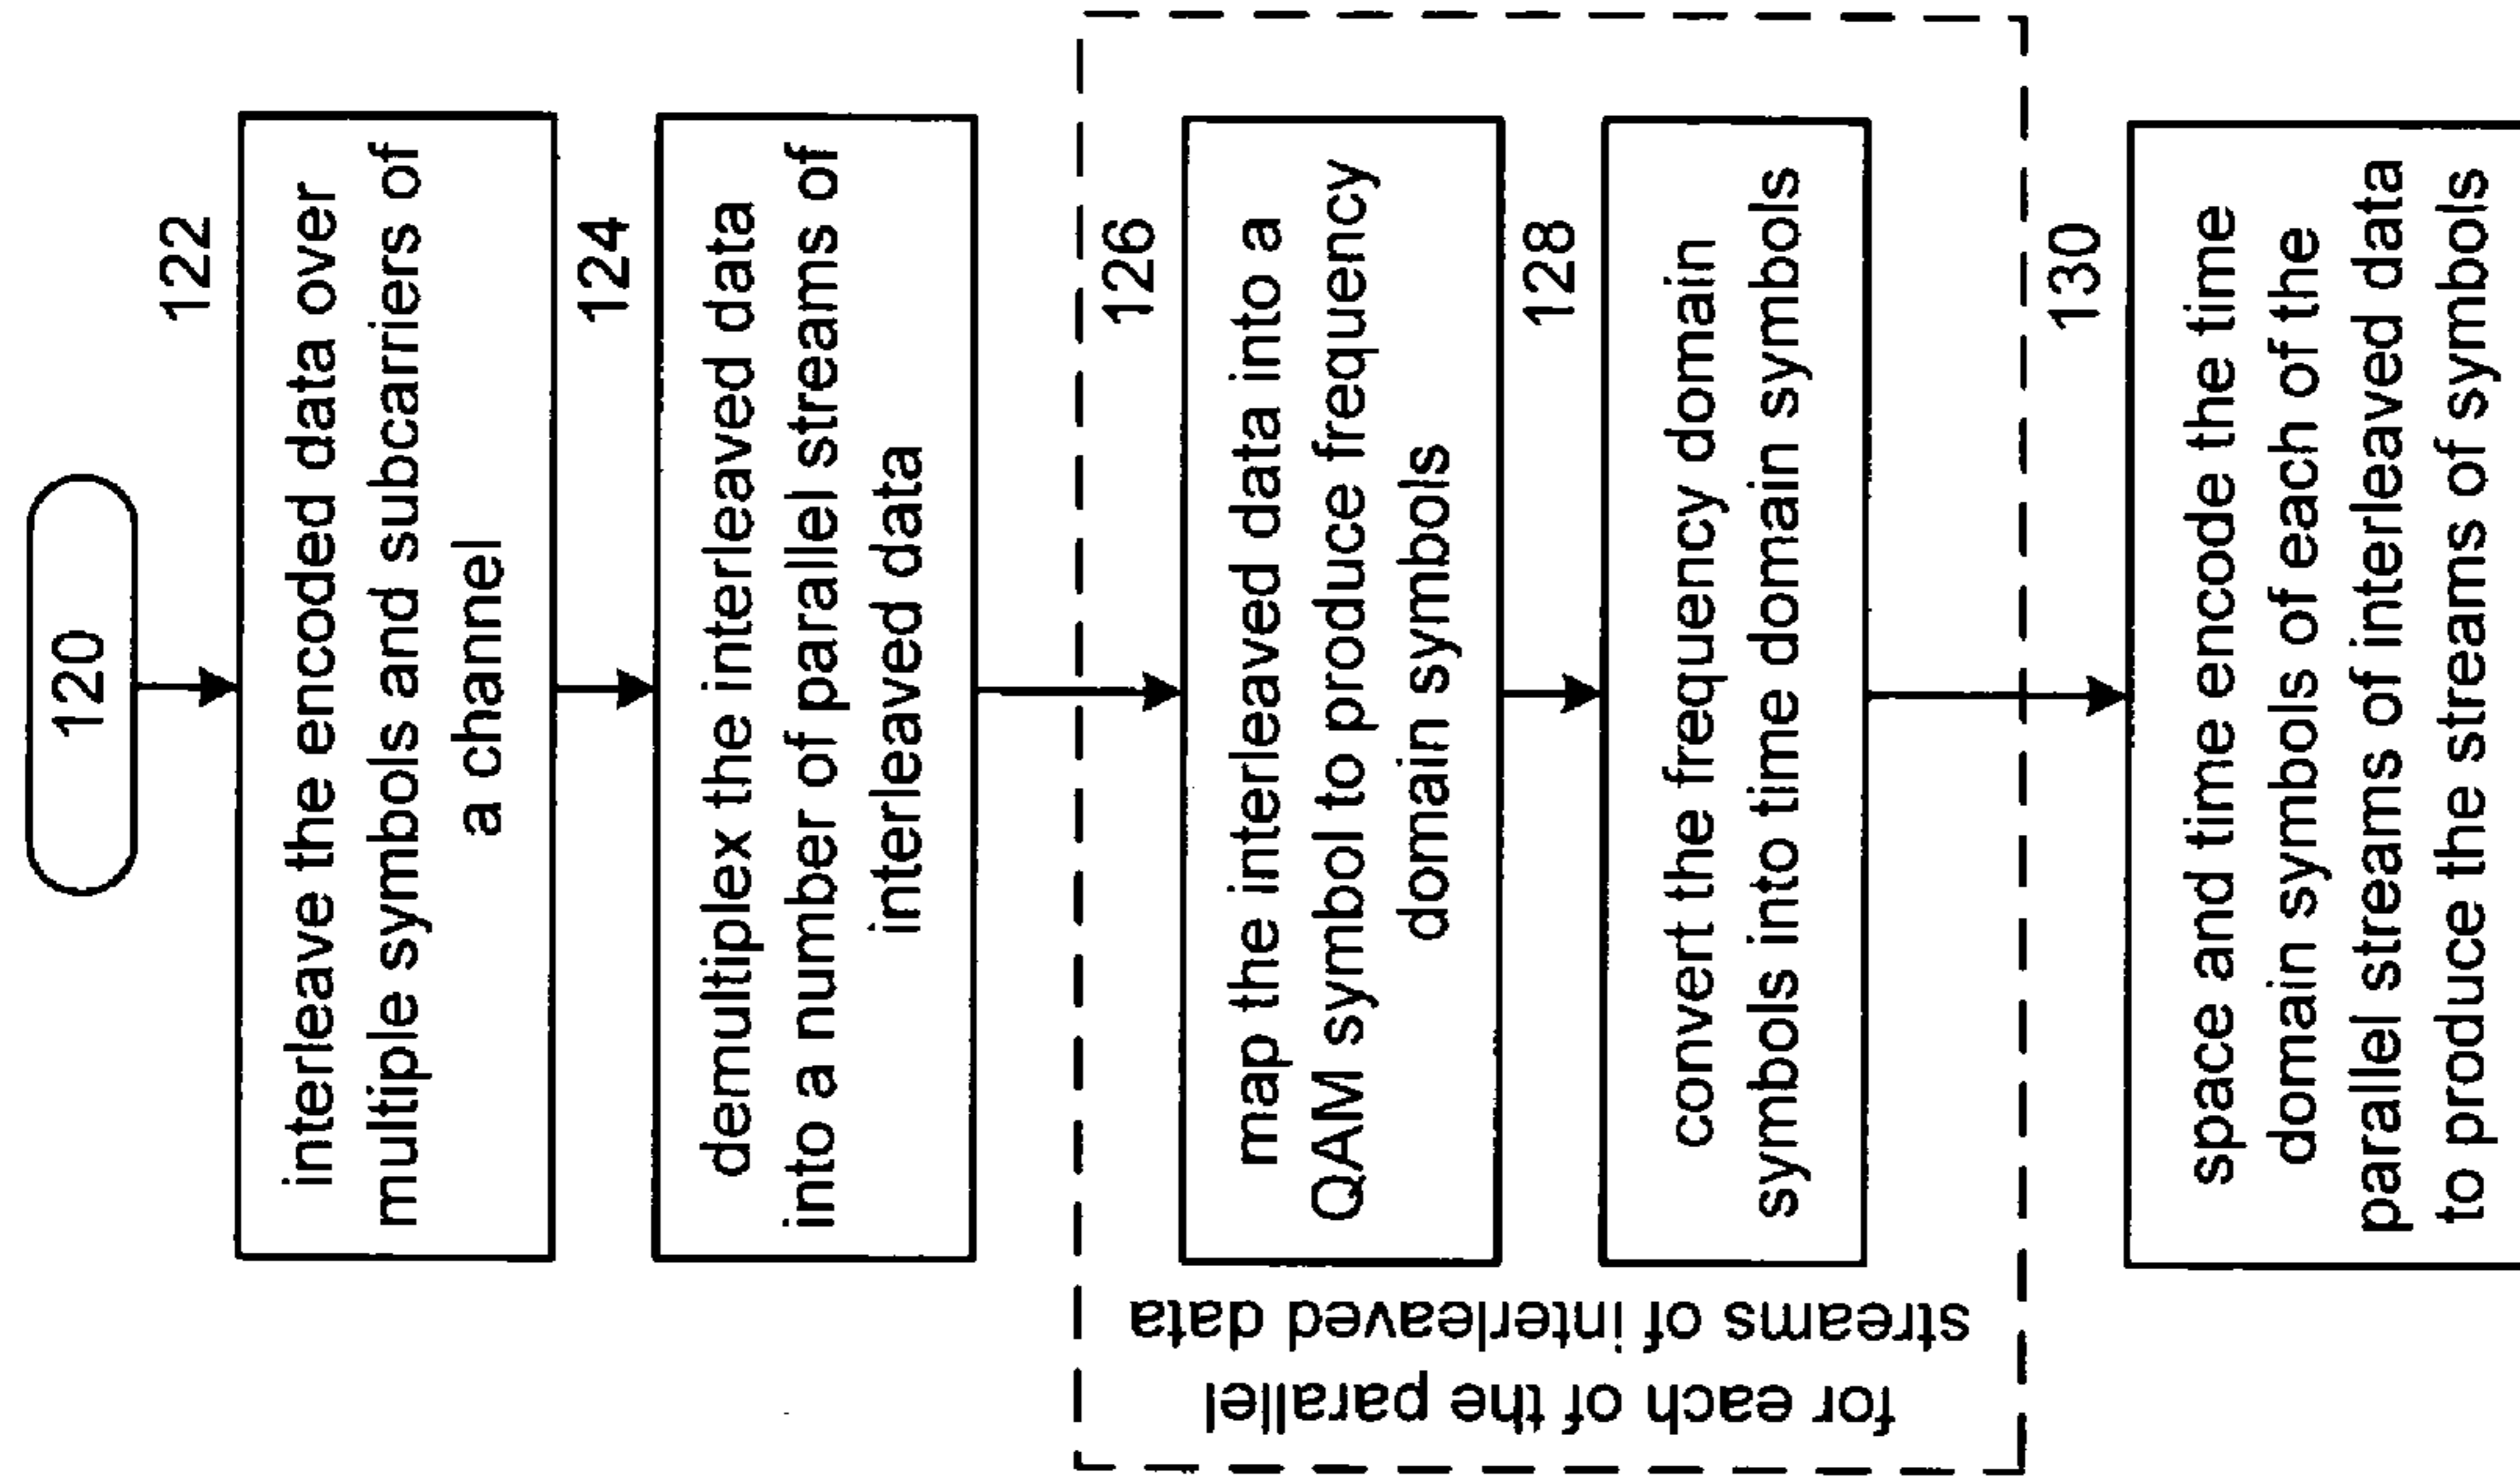 120
122
interleave the encoded data over
multiple symbols and subcarriers of
a channel
124
demultiplex the interleaved data
into a number of parallel streams of
interleaved data
for each of the parallel
streams of interleaved data
126
map the interleaved data into a
QAM symbol to produce frequency
domain symbols
128
convert the frequency domain
symbols into time domain symbols
130
space and time encode the time
domain symbols of each of the
parallel streams of interleaved data
to produce the streams of symbols